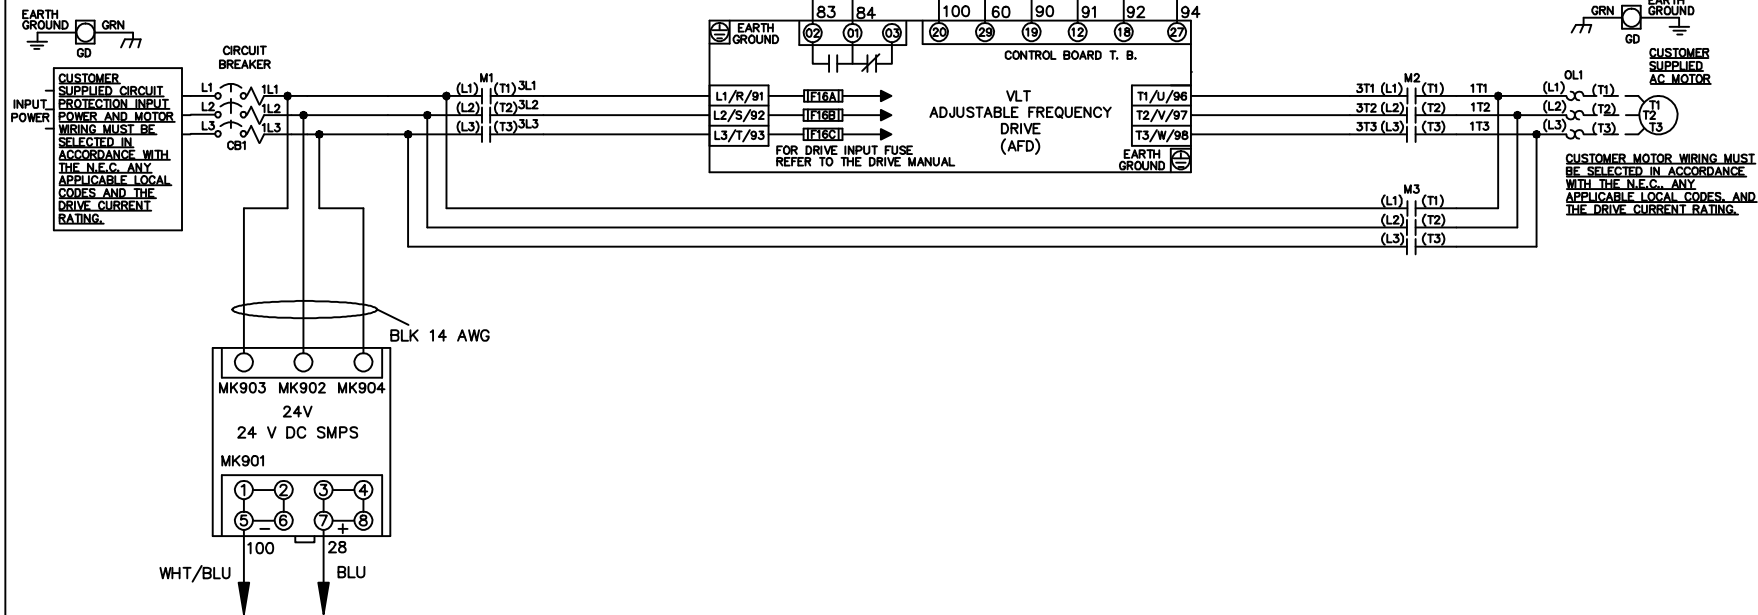 EARTH
GROUND
GRN
GD
83
84
100
60
90
91
92
94
EARTH
GROUND
02
01
03
20
29
19
12
18
27
CONTROL BOARD T. B.
GRN
EARTH
GROUND
GD
CUSTOMER
SUPPLIED
AC MOTOR
CIRCUIT
BREAKER
INPUT
POWER
CUSTOMER
SUPPLIED CIRCUIT
PROTECTION INPUT
POWER AND MOTOR
WIRING MUST BE
SELECTED IN
ACCORDANCE WITH
THE N.E.C. ANY
APPLICABLE LOCAL
CODES AND THE
DRIVE CURRENT
RATING.
L1
1L1
L2
1L2
L3
1L3
CB1
M1
(L1) (T1) 3L1
(L2) (T2) 3L2
(L3) (T3) 3L3
L1/R/91
F16A
L2/S/92
F16B
L3/T/93
F16C
FOR DRIVE INPUT FUSE
REFER TO THE DRIVE MANUAL
VLT
ADJUSTABLE FREQUENCY
DRIVE
(AFD)
T1/U/96
T2/V/97
T3/W/98
EARTH
GROUND
M2
3T1 (L1) (T1) 1T1
3T2 (L2) (T2) 1T2
3T3 (L3) (T3) 1T3
OL1
(L1) (T1)
(L2) (T2)
(L3) (T3)
T1
T2
T3
CUSTOMER MOTOR WIRING MUST
BE SELECTED IN ACCORDANCE
WITH THE N.E.C., ANY
APPLICABLE LOCAL CODES, AND
THE DRIVE CURRENT RATING.
M3
(L1) (T1)
(L2) (T2)
(L3) (T3)
BLK 14 AWG
MK903 MK902 MK904
24V
24 V DC SMPS
MK901
1 2 3 4
5 6 7 8
− +
100
28
WHT/BLU
BLU